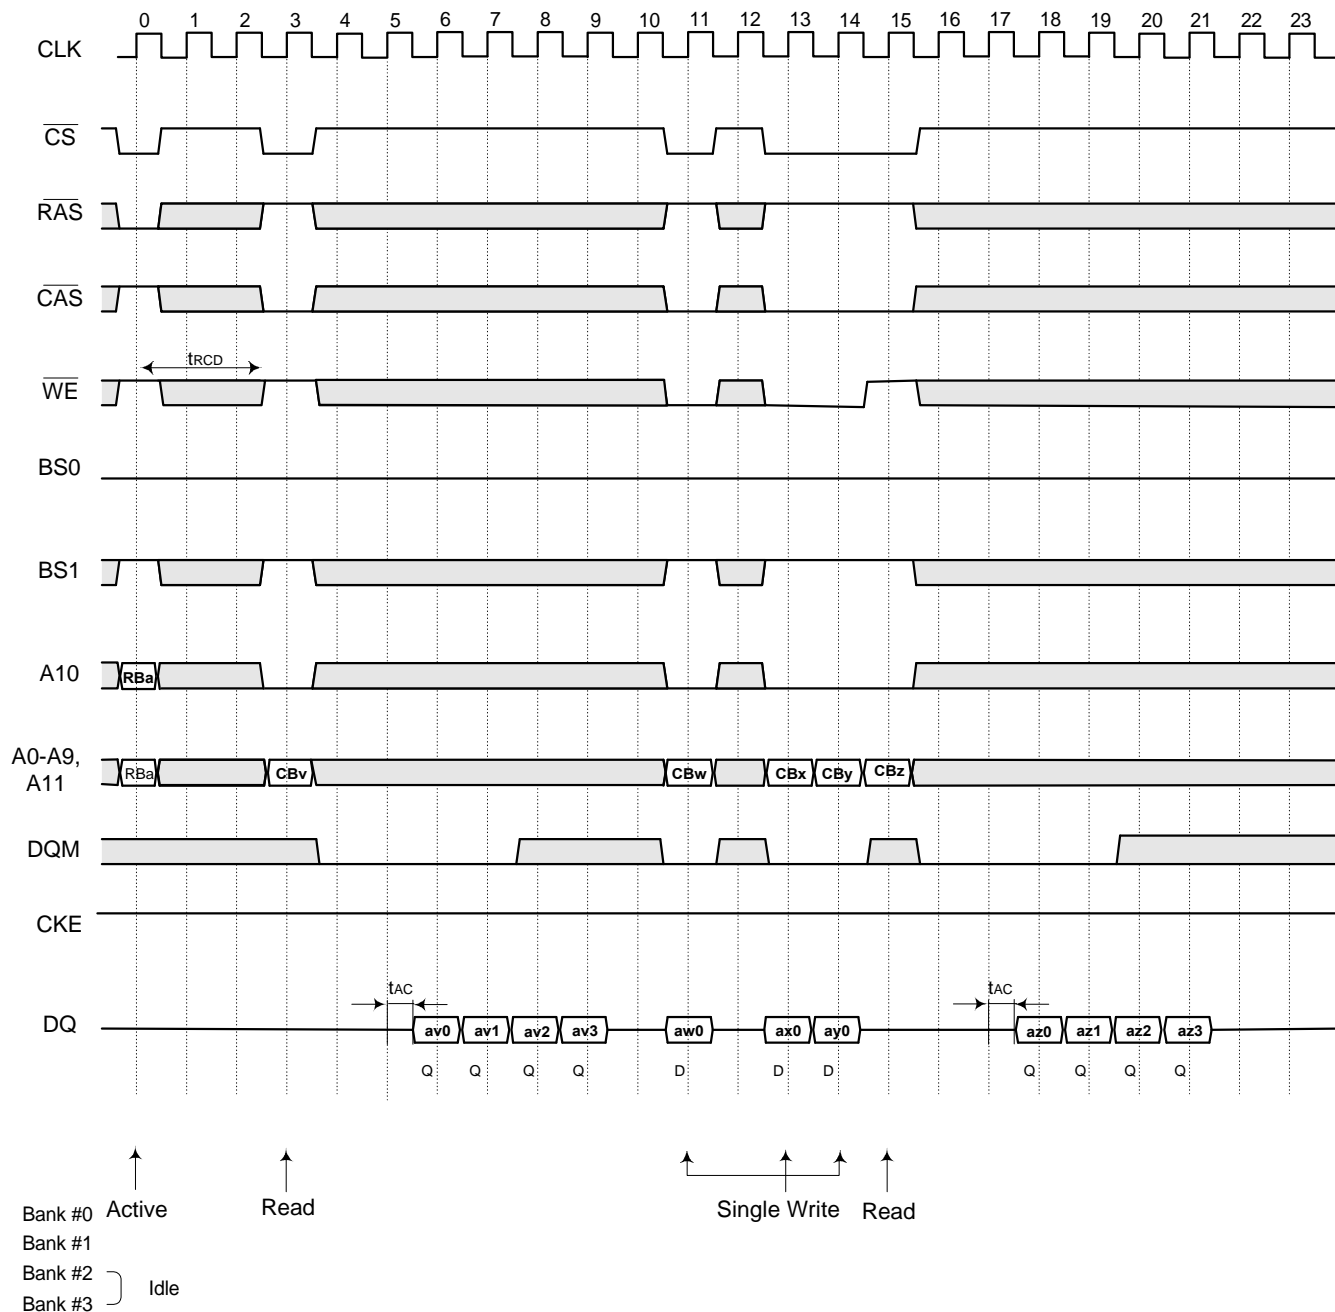 0 1 2 3 4 5 6 7 8 9 10 11 12 13 14 15 16 17 18 19 20 21 22 23
CLK
CS
RAS
CAS
tRCD
WE
BS0
BS1
A10 RBa
A0-A9,
A11
RBa CBv CBw CBx CBy CBz
DQM
CKE
tAC tAC
DQ av0 av1 av2 av3 aw0 ax0 ay0 az0 az1 az2 az3
Q Q Q Q D D D Q Q Q Q
Bank #0 Active Read Single Write Read
Bank #1
Bank #2
Idle
Bank #3